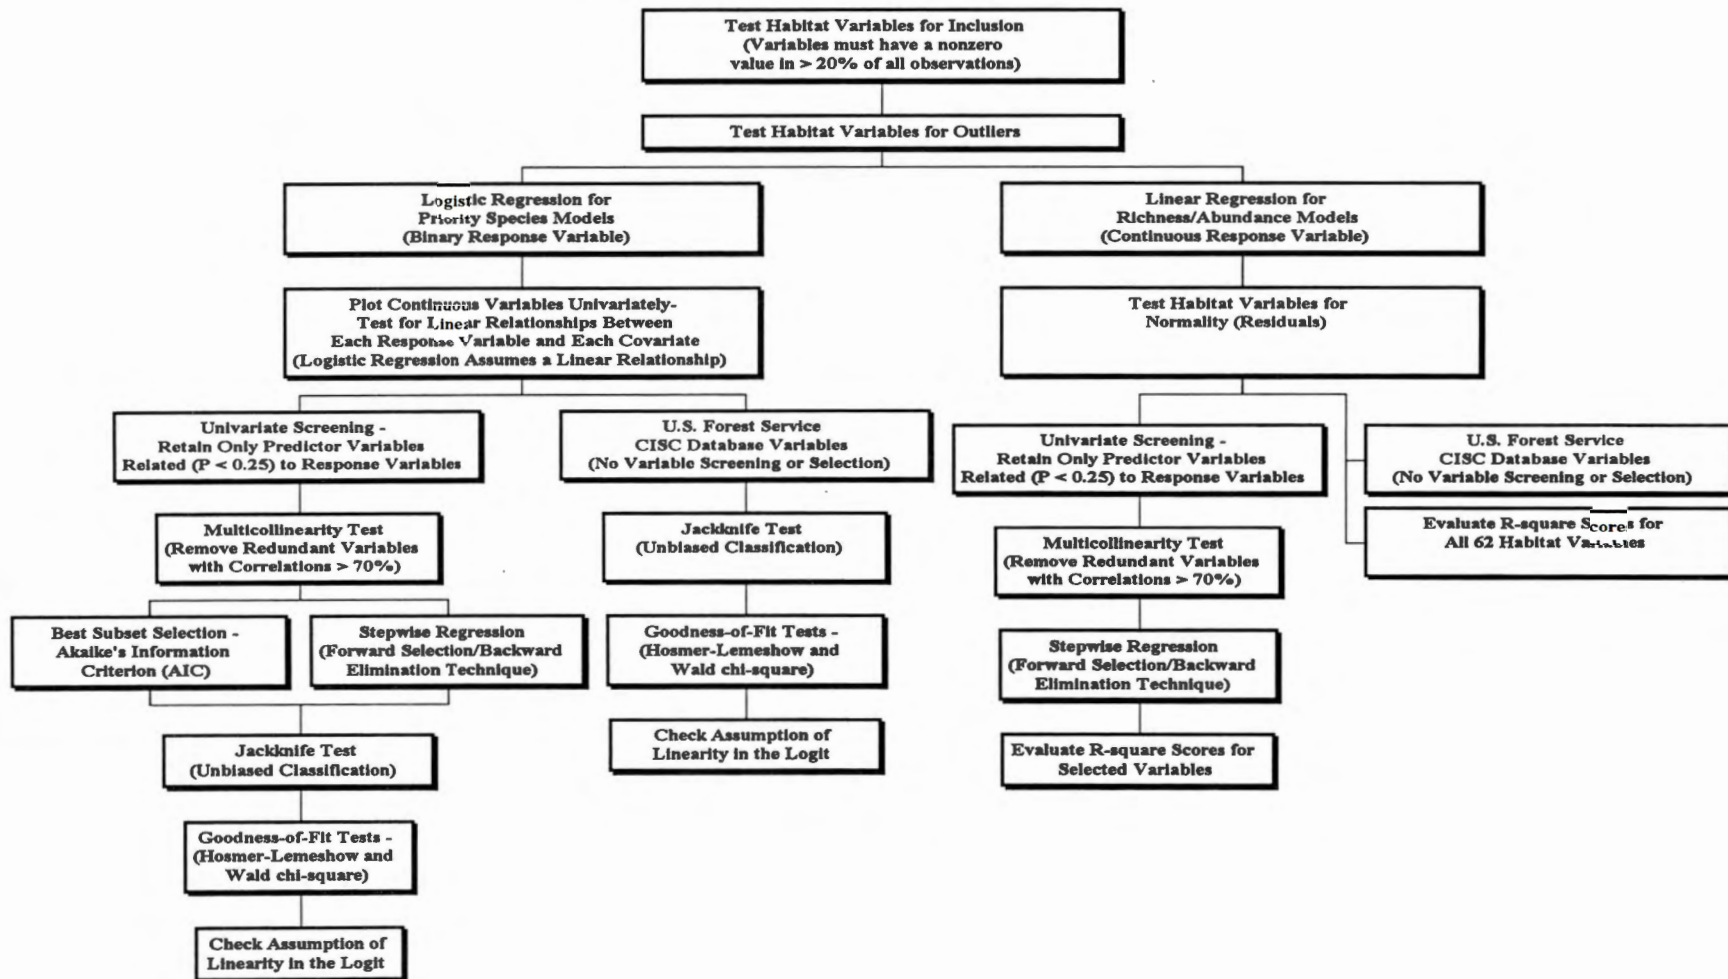 Test Habitat Variables for Inclusion
(Variables must have a nonzero
value in > 20% of all observations)
Test Habitat Variables for Outliers
Logistic Regression for
Priority Species Models
(Binary Response Variable)
Linear Regression for
Richness/Abundance Models
(Continuous Response Variable)
Plot Continuous Variables Univariately-
Test for Linear Relationships Between
Each Response Variable and Each Covariate
(Logistic Regression Assumes a Linear Relationship)
Test Habitat Variables for
Normality (Residuals)
Univariate Screening -
Retain Only Predictor Variables
Related (P < 0.25) to Response Variables
U.S. Forest Service
CISC Database Variables
(No Variable Screening or Selection)
Univariate Screening -
Retain Only Predictor Variables
Related (P < 0.25) to Response Variables
U.S. Forest Service
CISC Database Variables
(No Variable Screening or Selection)
Multicollinearity Test
(Remove Redundant Variables
with Correlations > 70%)
Jackknife Test
(Unbiased Classification)
Multicollinearity Test
(Remove Redundant Variables
with Correlations > 70%)
Evaluate R-square Scores for
All 62 Habitat Variables
Best Subset Selection -
Akaike's Information
Criterion (AIC)
Stepwise Regression
(Forward Selection/Backward
Elimination Technique)
Goodness-of-Fit Tests -
(Hosmer-Lemeshow and
Wald chi-square)
Stepwise Regression
(Forward Selection/Backward
Elimination Technique)
Jackknife Test
(Unbiased Classification)
Check Assumption of
Linearity in the Logit
Evaluate R-square Scores for
Selected Variables
Goodness-of-Fit Tests -
(Hosmer-Lemeshow and
Wald chi-square)
Check Assumption of
Linearity in the Logit